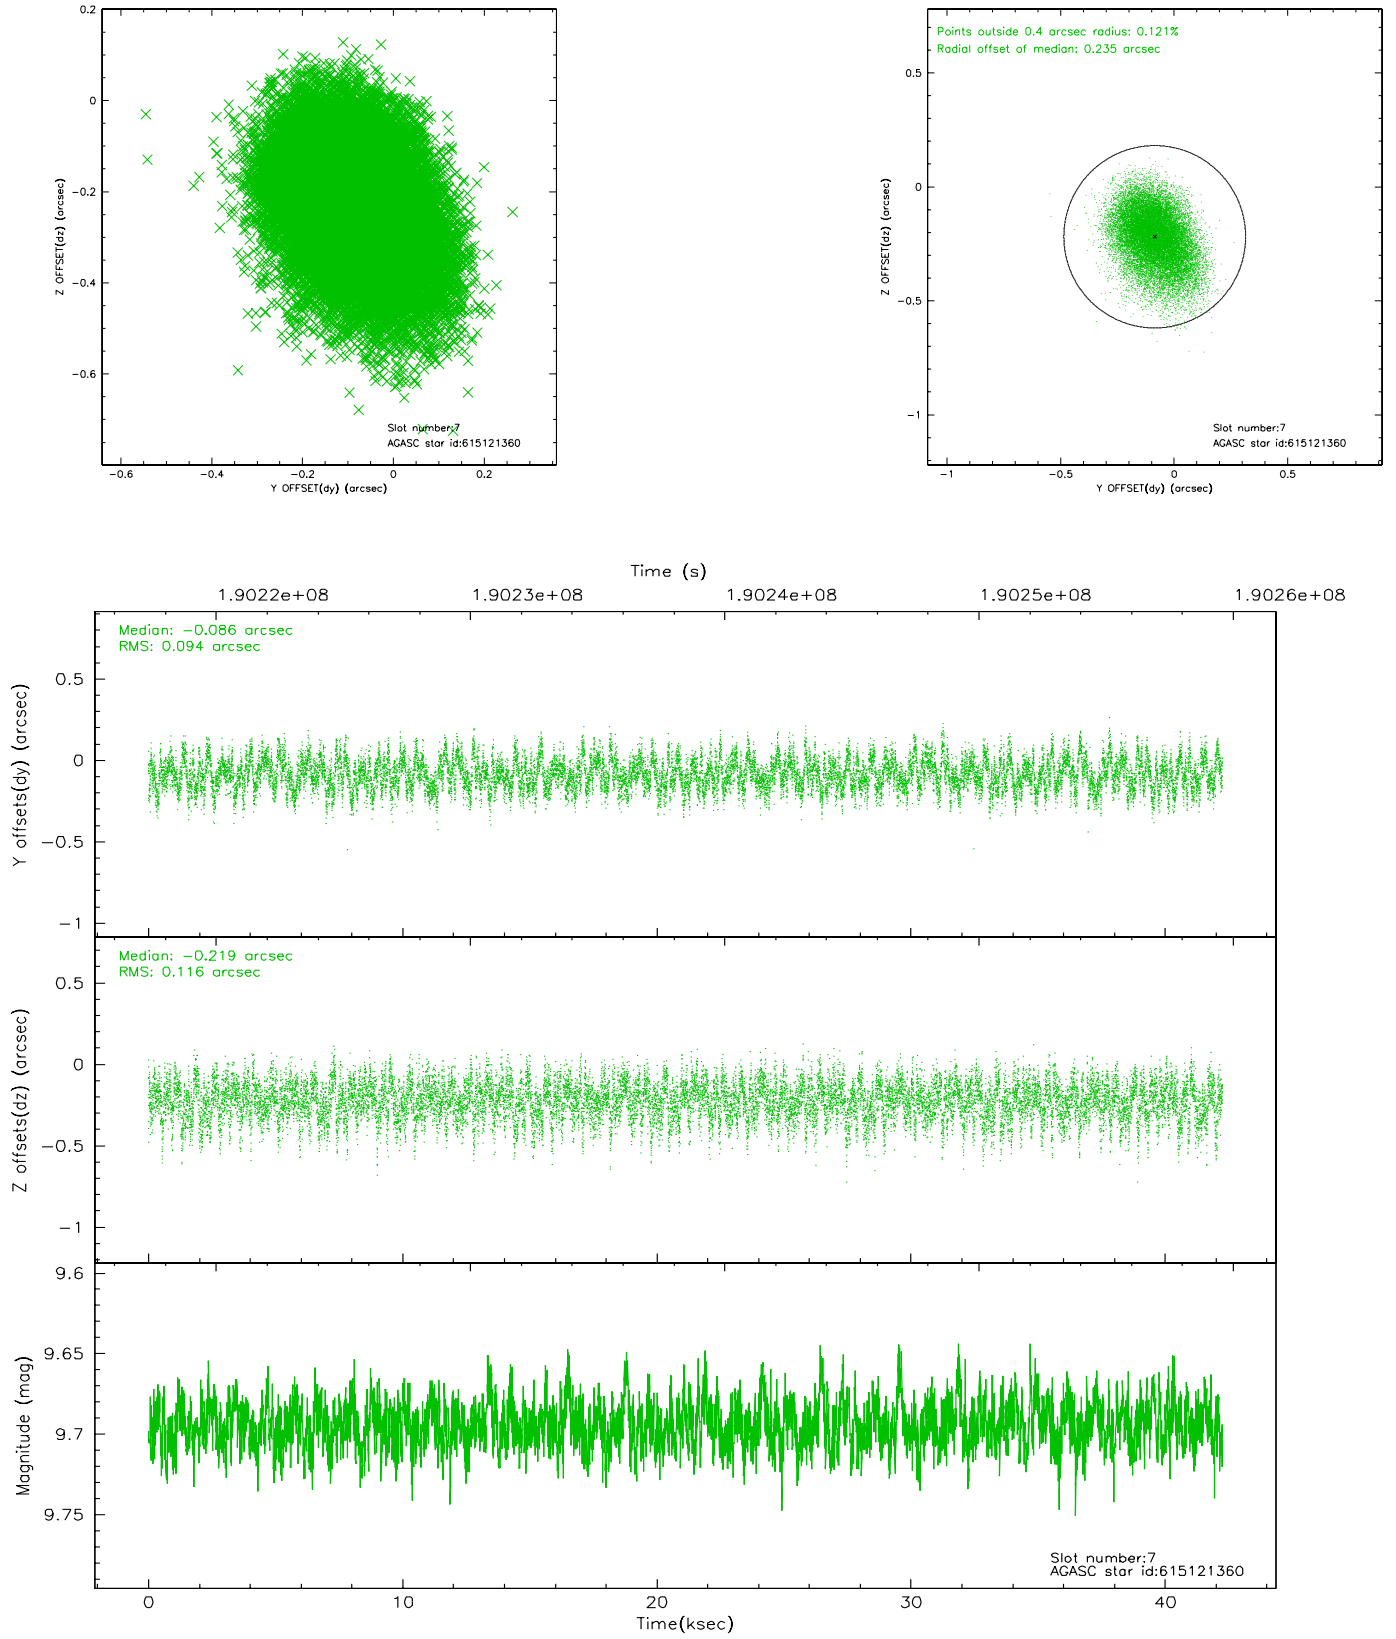 0.2
0
−0.2
−0.4
−0.6
Z OFFSET(dz) (arcsec)
Slot number:7
AGASC star id:615121360
−0.6
−0.4
−0.2
0
0.2
Y OFFSET(dy) (arcsec)
Points outside 0.4 arcsec radius: 0.121%
Radial offset of median: 0.235 arcsec
0.5
0
−0.5
−1
Z OFFSET(dz) (arcsec)
Slot number:7
AGASC star id:615121360
−1
−0.5
0
0.5
Y OFFSET(dy) (arcsec)
Time (s)
1.9022e+08
1.9023e+08
1.9024e+08
1.9025e+08
1.9026e+08
Median: −0.086 arcsec
RMS: 0.094 arcsec
0.5
0
−0.5
−1
Y offsets(dy) (arcsec)
Median: −0.219 arcsec
RMS: 0.116 arcsec
0.5
0
−0.5
−1
Z offsets(dz) (arcsec)
9.6
9.65
9.7
9.75
Magnitude (mag)
Slot number:7
AGASC star id:615121360
0
10
20
30
40
Time(ksec)